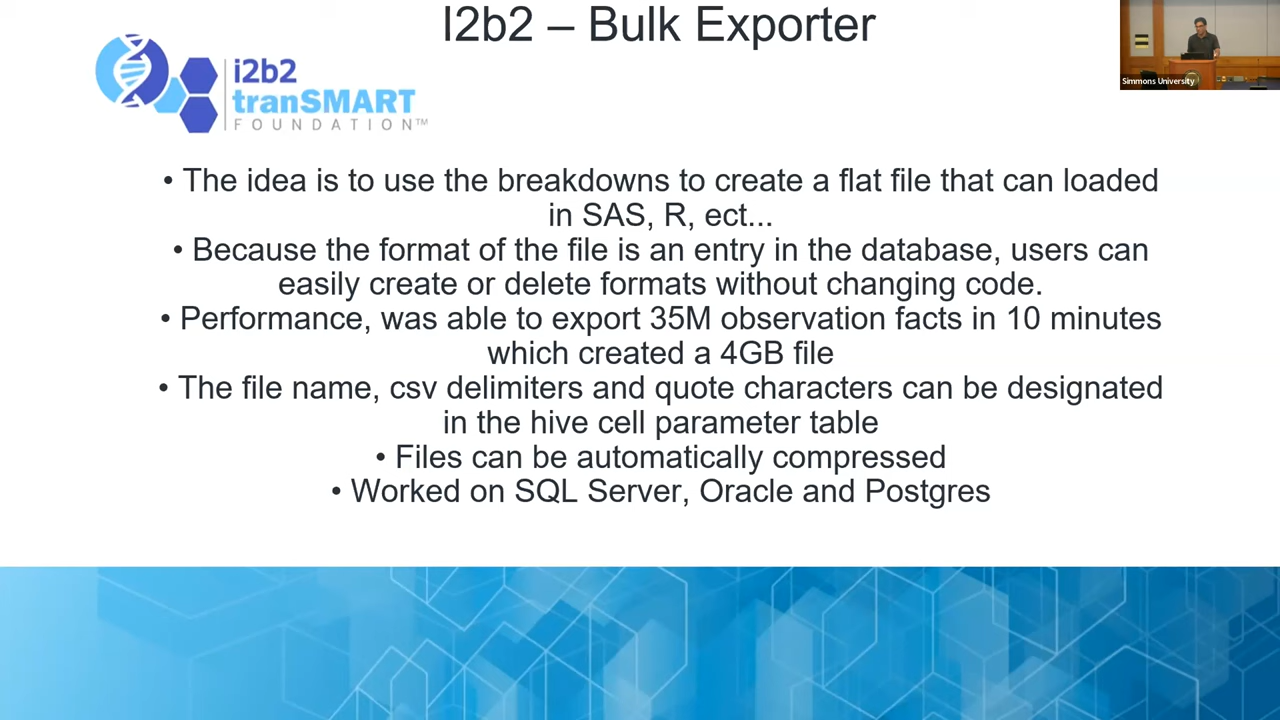 I2b2 – Bulk Exporter
i2b2
tranSMART
FOUNDATION™
Simmons University
• The idea is to use the breakdowns to create a flat file that can loaded
in SAS, R, ect...
• Because the format of the file is an entry in the database, users can
easily create or delete formats without changing code.
• Performance, was able to export 35M observation facts in 10 minutes
which created a 4GB file
• The file name, csv delimiters and quote characters can be designated
in the hive cell parameter table
• Files can be automatically compressed
• Worked on SQL Server, Oracle and Postgres